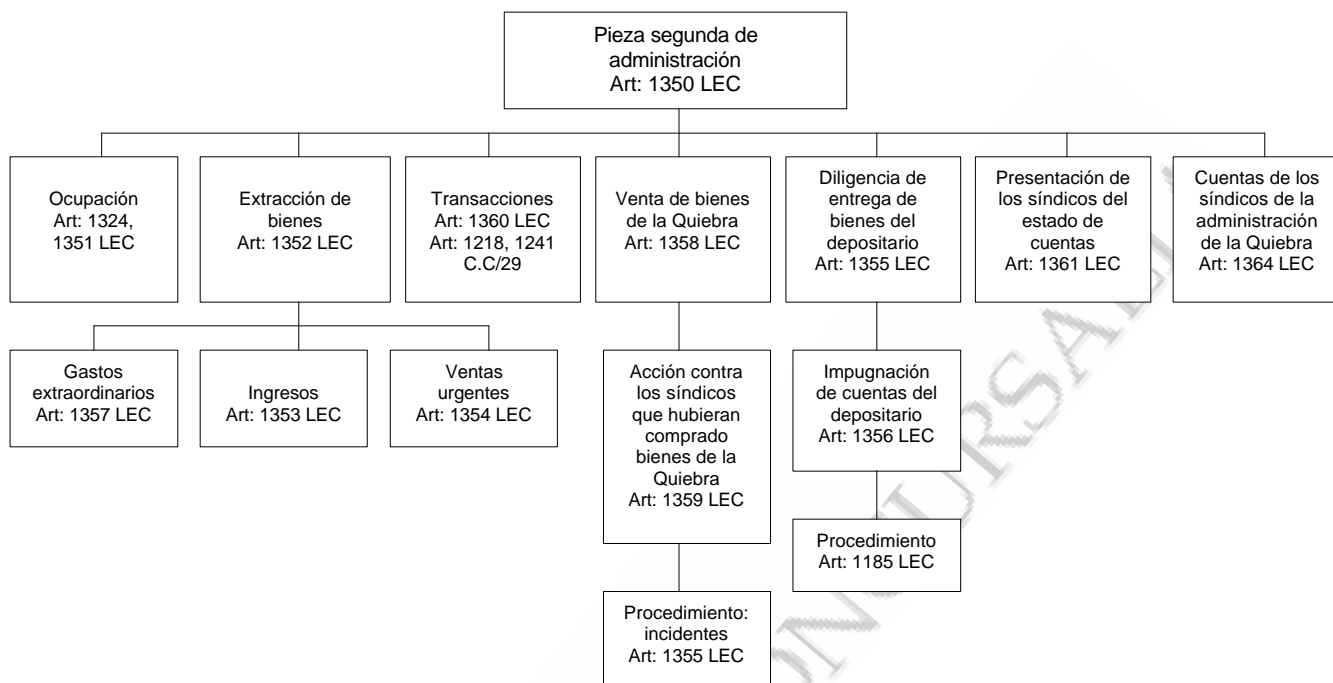 Pieza segunda de
administración
Art: 1350 LEC
Ocupación
Art: 1324,
1351 LEC
Extracción de
bienes
Art: 1352 LEC
Transacciones
Art: 1360 LEC
Art: 1218, 1241
C.C/29
Venta de bienes
de la Quiebra
Art: 1358 LEC
Diligencia de
entrega de
bienes del
depositario
Art: 1355 LEC
Presentación de
los síndicos del
estado de
cuentas
Art: 1361 LEC
Cuentas de los
síndicos de la
administración
de la Quiebra
Art: 1364 LEC
Gastos
extraordinarios
Art: 1357 LEC
Ingresos
Art: 1353 LEC
Ventas
urgentes
Art: 1354 LEC
Acción contra
los síndicos
que hubieran
comprado
bienes de la
Quiebra
Art: 1359 LEC
Impugnación
de cuentas del
depositario
Art: 1356 LEC
Procedimiento
Art: 1185 LEC
Procedimiento:
incidentes
Art: 1355 LEC